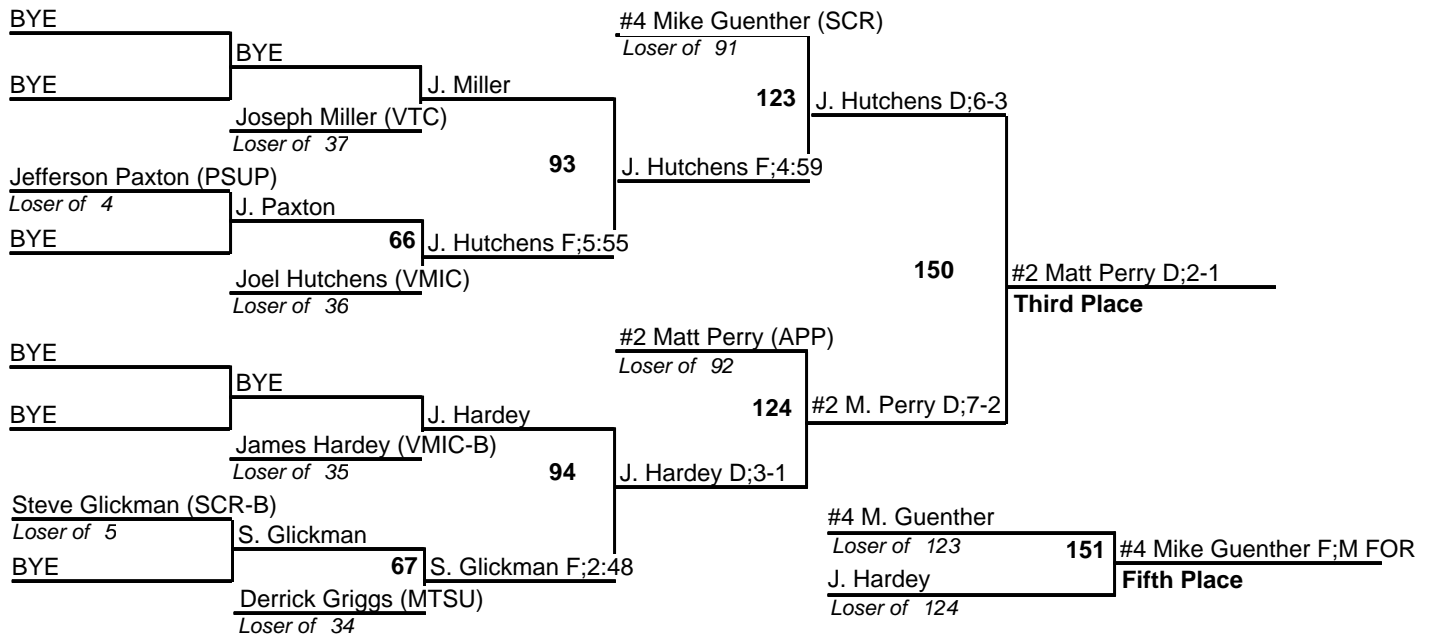 BYE
BYE
BYE
Joseph Miller (VTC)
Loser of 37
J. Miller
Jefferson Paxton (PSUP)
Loser of 4
BYE
J. Paxton
66
Joel Hutchens (VMIC)
Loser of 36
J. Hutchens F;5:55
93
#4 Mike Guenther (SCR)
Loser of 91
J. Hutchens F;4:59
123
J. Hutchens D;6-3
BYE
BYE
BYE
James Hardey (VMIC-B)
Loser of 35
J. Hardey
Steve Glickman (SCR-B)
Loser of 5
BYE
S. Glickman
67
Derrick Griggs (MTSU)
Loser of 34
S. Glickman F;2:48
94
#2 Matt Perry (APP)
Loser of 92
J. Hardey D;3-1
124
#2 M. Perry D;7-2
150
#2 Matt Perry D;2-1
Third Place
#4 M. Guenther
Loser of 123
J. Hardey
Loser of 124
151
#4 Mike Guenther F;M FOR
Fifth Place